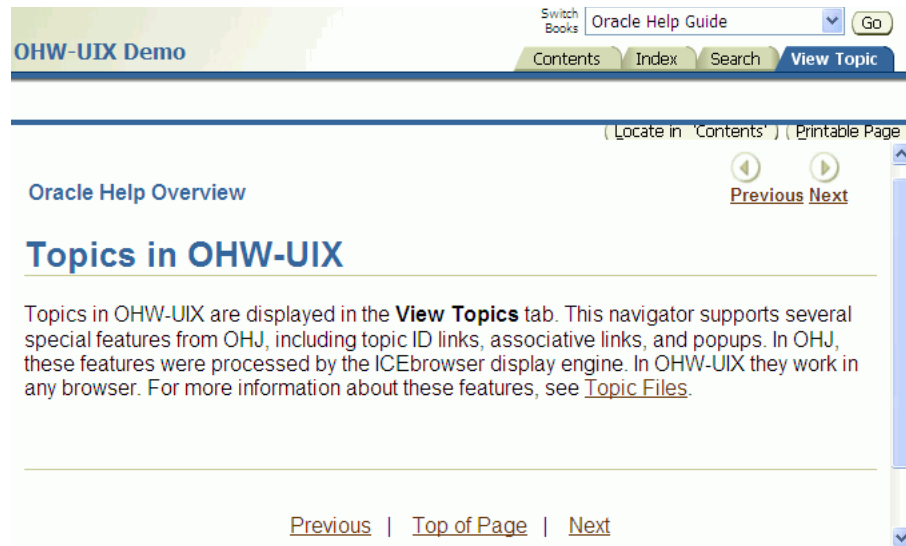 Switch
Books Oracle Help Guide Go
OHW-UIX Demo
Contents Index Search View Topic
Locate in 'Contents' Printable Page
Oracle Help Overview
Previous Next
Topics in OHW-UIX
Topics in OHW-UIX are displayed in the View Topics tab. This navigator supports several
special features from OHJ, including topic ID links, associative links, and popups. In OHJ,
these features were processed by the ICEbrowser display engine. In OHW-UIX they work in
any browser. For more information about these features, see Topic Files.
Previous | Top of Page | Next